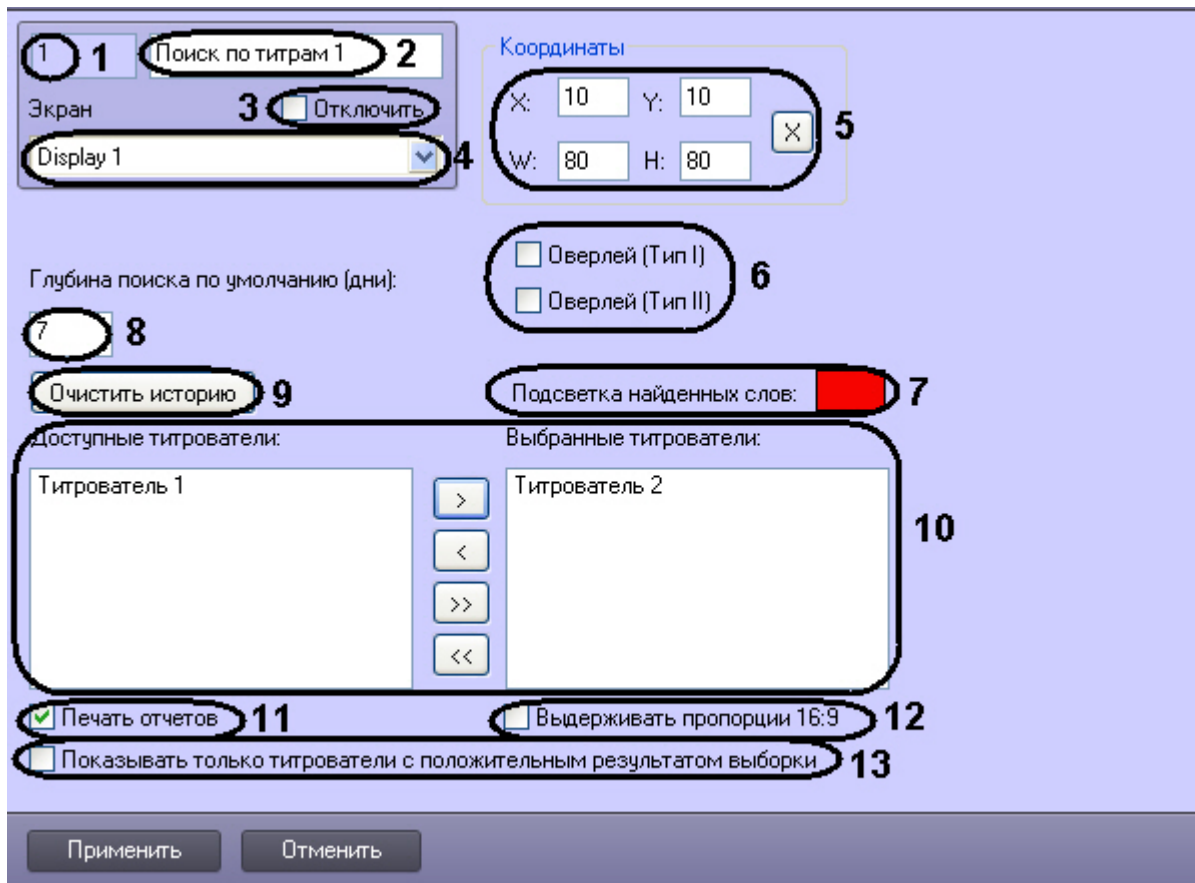 1 1 Поиск по титрам 1 2
Экран 3 Отключить
Display 1 4
Координаты
X: 10 Y: 10
X 5
W: 80 H: 80
Оверлей (Тип I)
6
Оверлей (Тип II)
Глубина поиска по умолчанию (дни):
7 8
Очистить историю 9
Подсветка найденных слов: 7
Доступные титрователи: Выбранные титрователи:
Титрователь 1 > Титрователь 2
10
<
>>
<<
Печать отчетов 11 Выдерживать пропорции 16:9 12
Показывать только титрователи с положительным результатом выборки 13
Применить Отменить